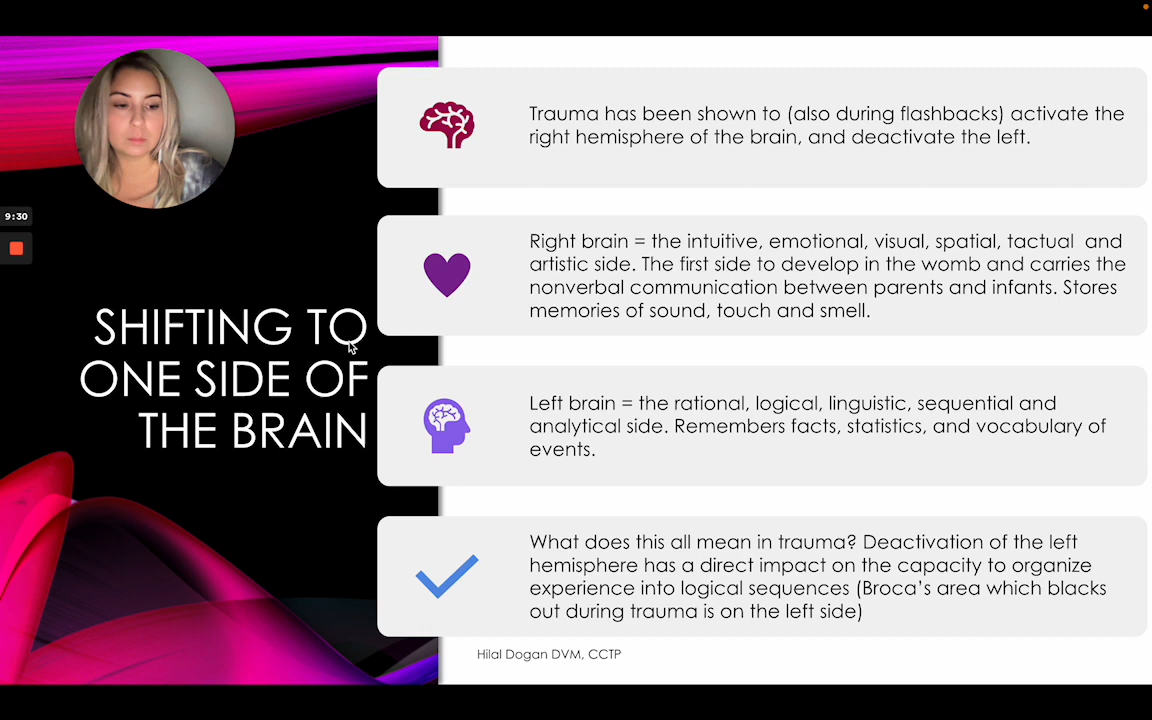 9:30
SHIFTING TO
ONE SIDE OF
THE BRAIN
Trauma has been shown to (also during flashbacks) activate the
right hemisphere of the brain, and deactivate the left.
Right brain = the intuitive, emotional, visual, spatial, tactual and
artistic side. The first side to develop in the womb and carries the
nonverbal communication between parents and infants. Stores
memories of sound, touch and smell.
Left brain = the rational, logical, linguistic, sequential and
analytical side. Remembers facts, statistics, and vocabulary of
events.
What does this all mean in trauma? Deactivation of the left
hemisphere has a direct impact on the capacity to organize
experience into logical sequences (Broca’s area which blacks
out during trauma is on the left side)
Hilal Dogan DVM, CCTP